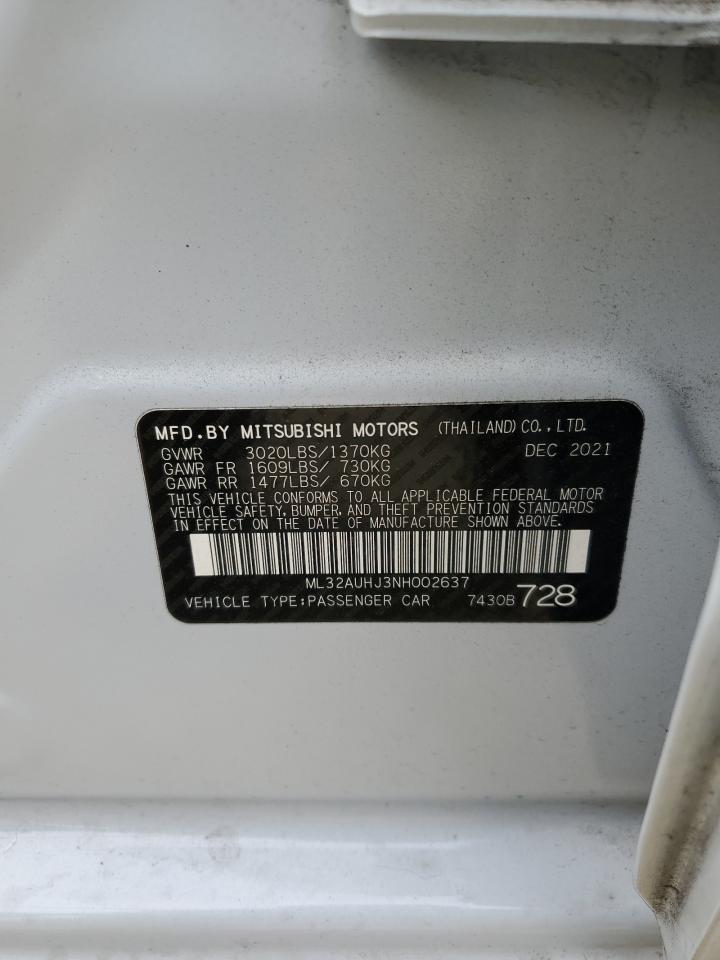 MFD.BY MITSUBISHI MOTORS (THAILAND)CO.,LTD.
GVWR 3020LBS/1370KG DEC 2021
GAWR FR 1609LBS/ 730KG
GAWR RR 1477LBS/ 670KG
THIS VEHICLE CONFORMS TO ALL APPLICABLE FEDERAL MOTOR
VEHICLE SAFETY, BUMPER, AND THEFT PREVENTION STANDARDS
IN EFFECT ON THE DATE OF MANUFACTURE SHOWN ABOVE.
ML32AUHJ3NH002637
VEHICLE TYPE:PASSENGER CAR 7430B 728